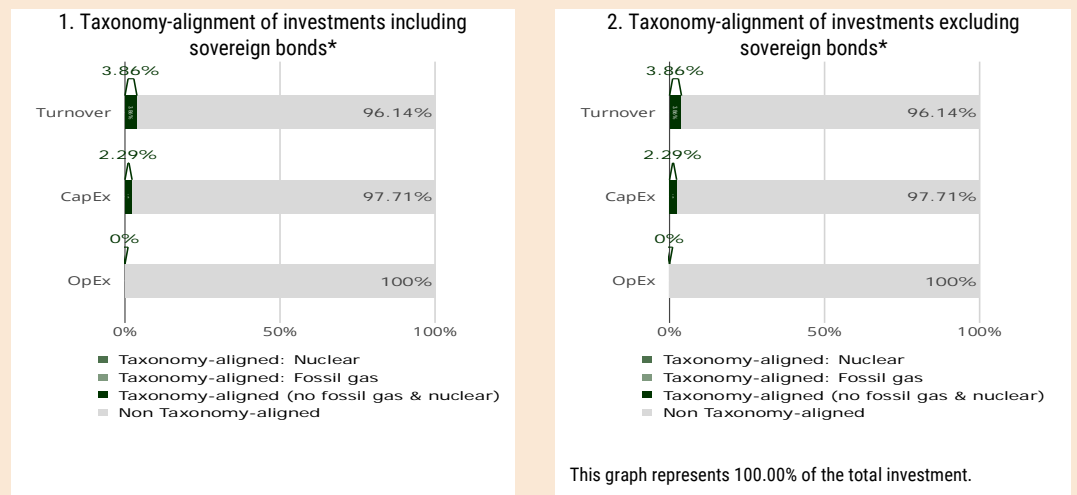 1. Taxonomy-alignment of investments including
sovereign bonds*
3.86%
Turnover
3.86%
96.14%
2.29%
CapEx
97.71%
0%
OpEx
100%
0%
50%
100%
Taxonomy-aligned: Nuclear
Taxonomy-aligned: Fossil gas
Taxonomy-aligned (no fossil gas & nuclear)
Non Taxonomy-aligned
2. Taxonomy-alignment of investments excluding
sovereign bonds*
3.86%
Turnover
3.86%
96.14%
2.29%
CapEx
97.71%
0%
OpEx
100%
0%
50%
100%
Taxonomy-aligned: Nuclear
Taxonomy-aligned: Fossil gas
Taxonomy-aligned (no fossil gas & nuclear)
Non Taxonomy-aligned
This graph represents 100.00% of the total investment.